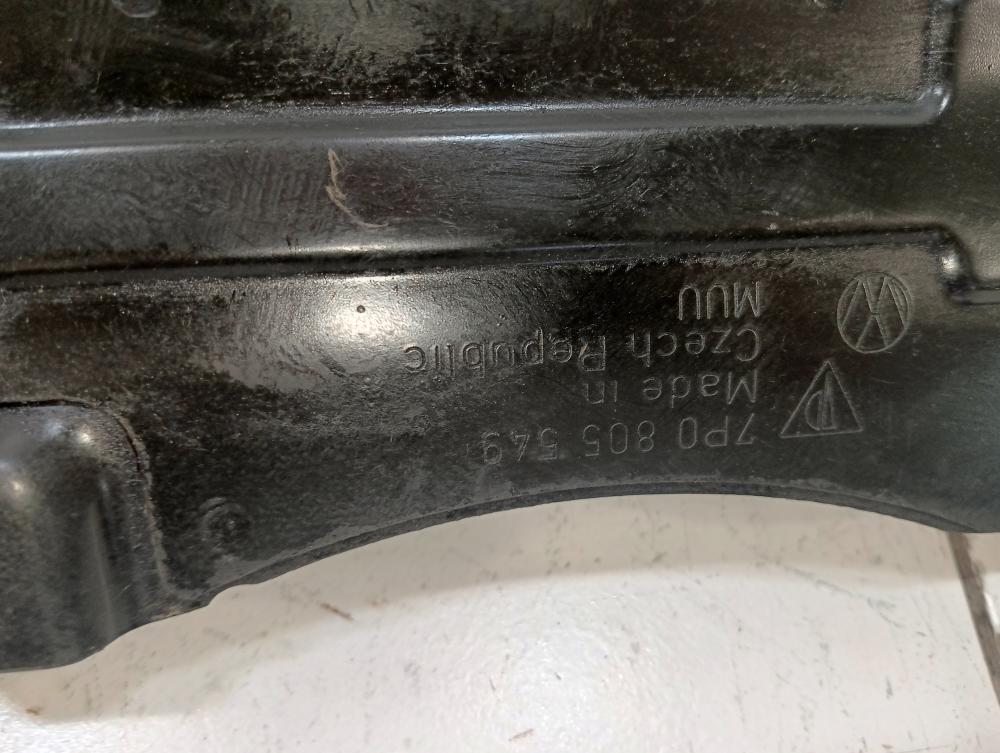 7P0 805 549
Made in
Czech Republic
MUU